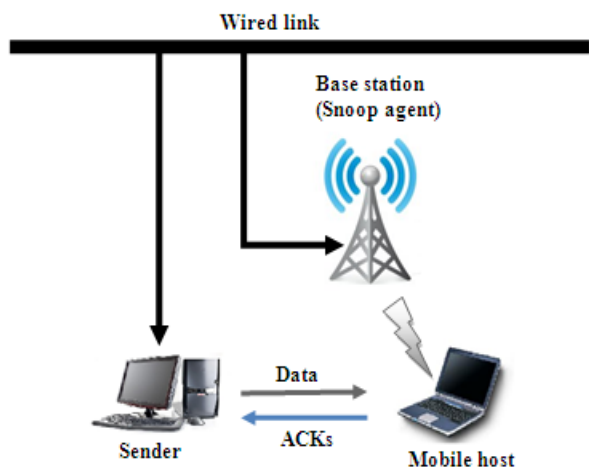 Wired link
Base station
(Snoop agent)
Data
ACKs
Sender
Mobile host